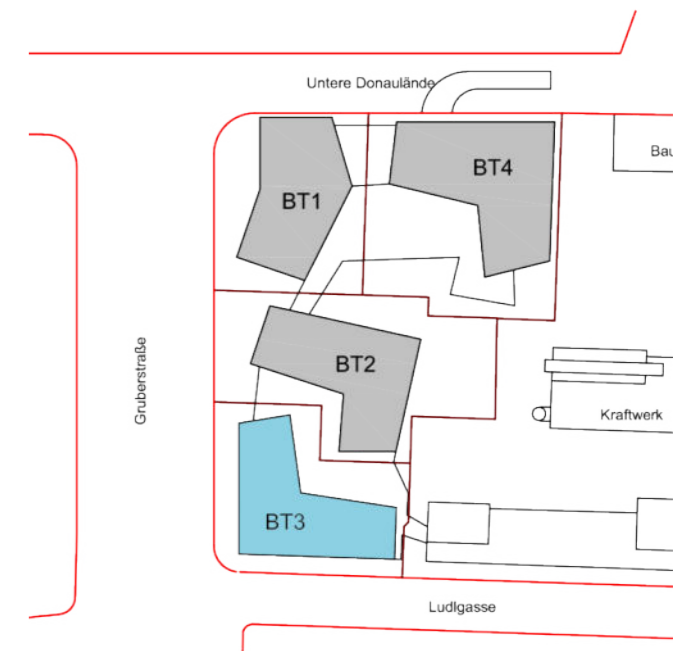 Untere Donaulände
BT4
Bau
BT1
BT2
Gruberstraße
Kraftwerk
BT3
Ludlgasse